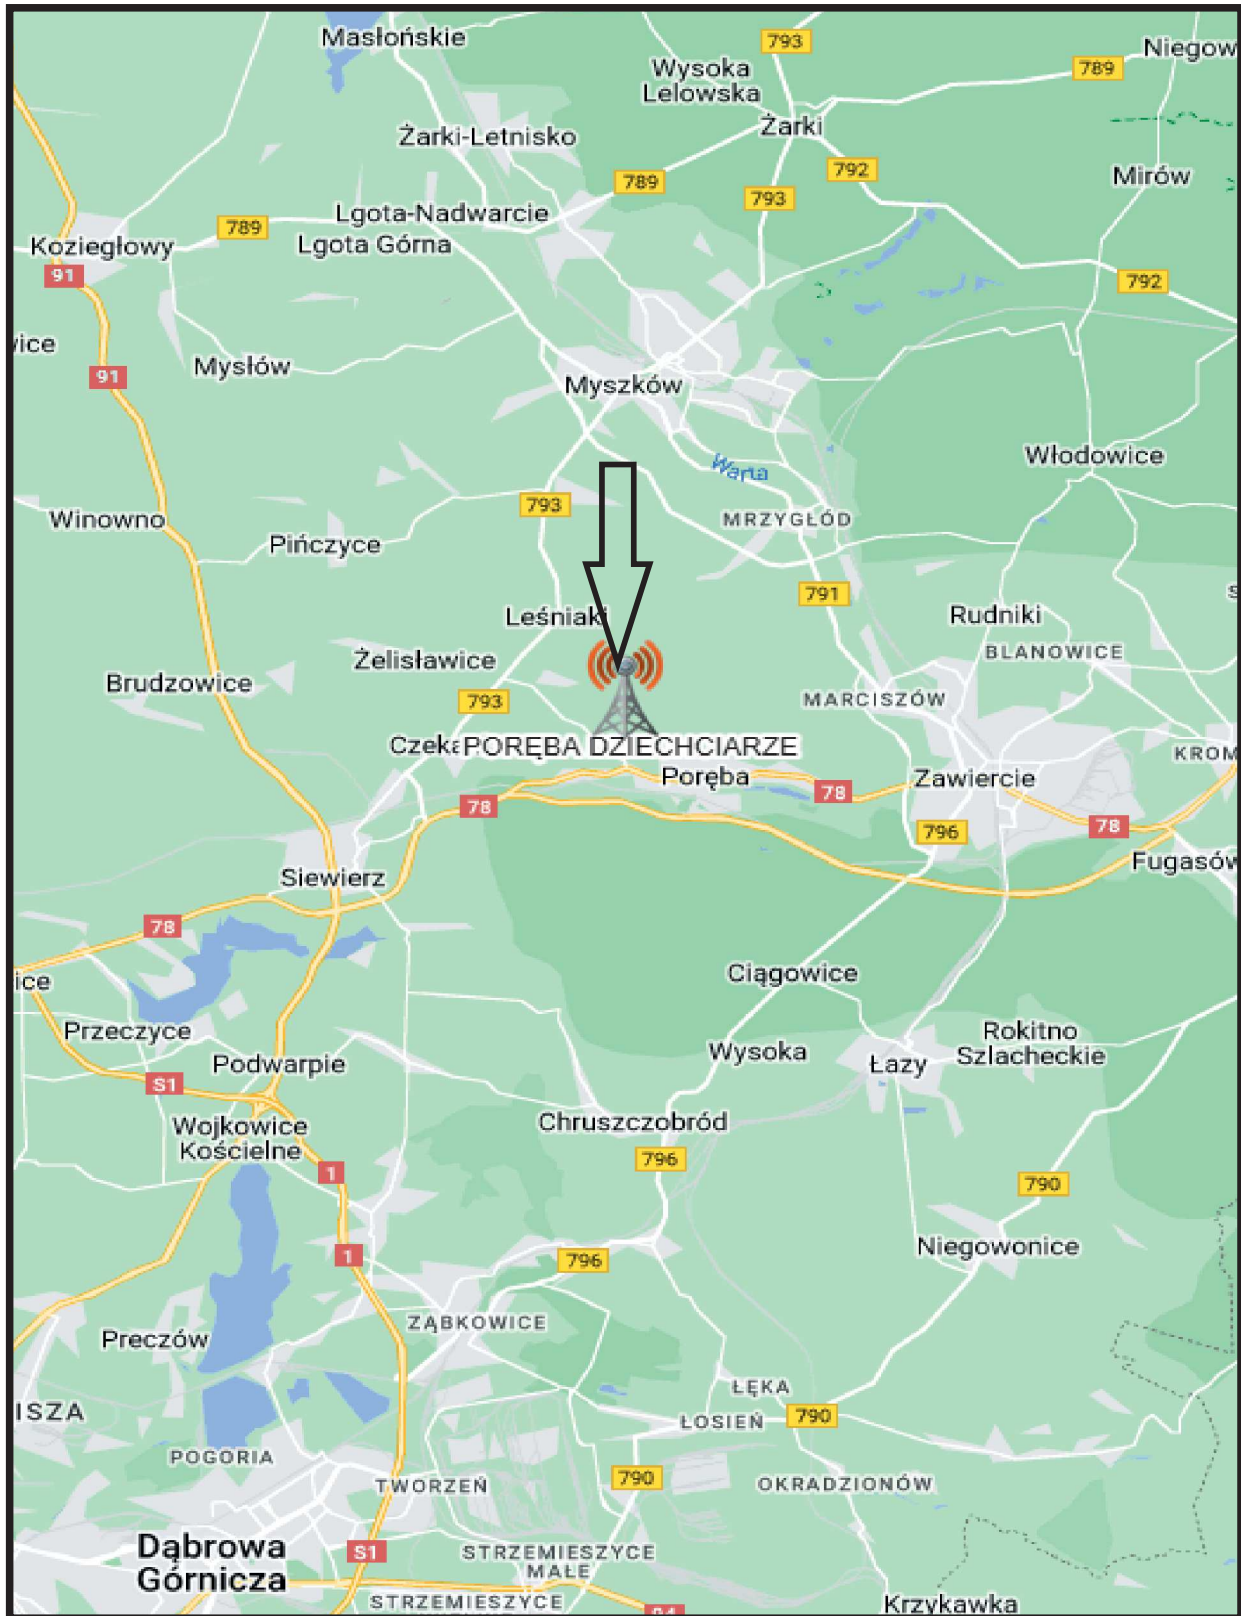 Masłońskie
793
Niegow
Wysoka
Lelowska
789
Żarki
Żarki-Letnisko
792
Mirów
789
793
Lgota-Nadwarcie
789
Koziegłowy
Lgota Górna
91
792
ice
Mysłów
91
Myszków
Włodowice
Warta
793
Winowno
MRZYGŁÓD
Pińczyce
791
Leśniaki
Rudniki
BLANOWICE
Żelisławice
Brudzowice
793
MARCISZÓW
Czeka
PORĘBA DZIECHCIARZE
KROM
Poręba
Zawiercie
78
78
796
78
Fugasów
Siewierz
78
Ciągowice
ice
Przeczyce
Rokitno
Szlacheckie
Wysoka
Podwarpie
Łazy
S1
Wojkowice
Kościelne
Chruszczobród
796
1
790
Niegowonice
1
796
ZĄBKOWICE
Preczów
ŁĘKA
ISZA
ŁOSIEŃ
790
POGORIA
790
TWORZEŃ
OKRADZIONÓW
Dąbrowa
Górnicza
S1
STRZEMIESZYCE
MAŁE
STRZEMIESZYCE
94
Krzykawka